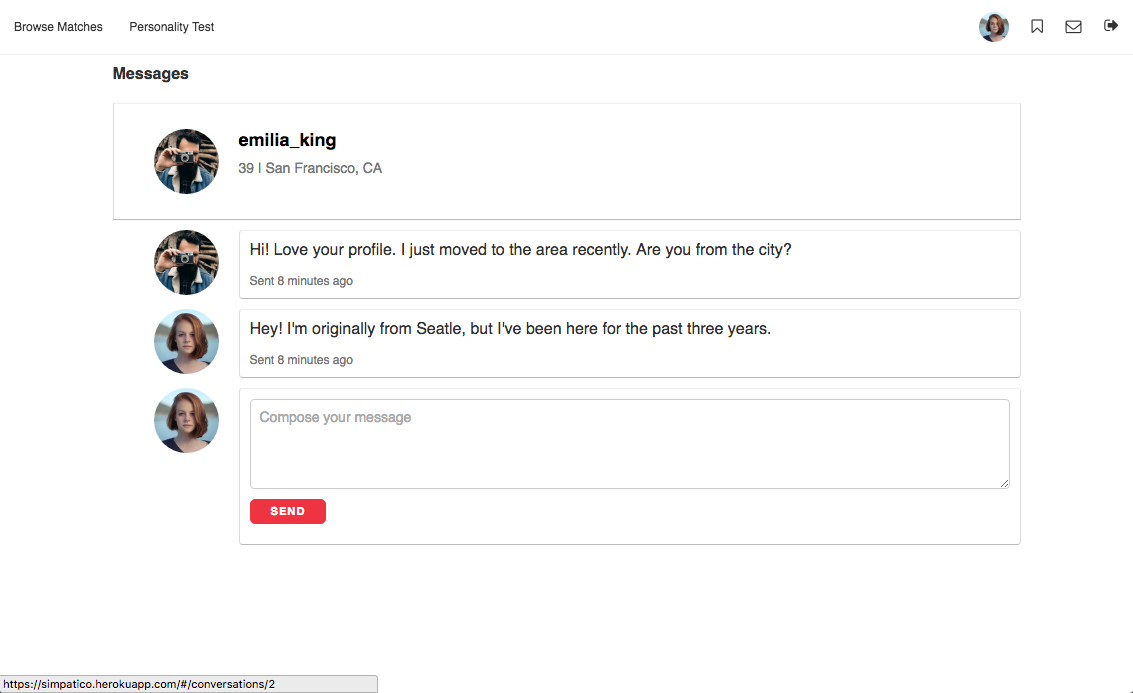 Browse Matches Personality Test
Messages
emilia_king
39 | San Francisco, CA
Hi! Love your profile. I just moved to the area recently. Are you from the city?
Sent 8 minutes ago
Hey! I'm originally from Seatle, but I've been here for the past three years.
Sent 8 minutes ago
Compose your message
SEND
https://simpatico.herokuapp.com/#/conversations/2